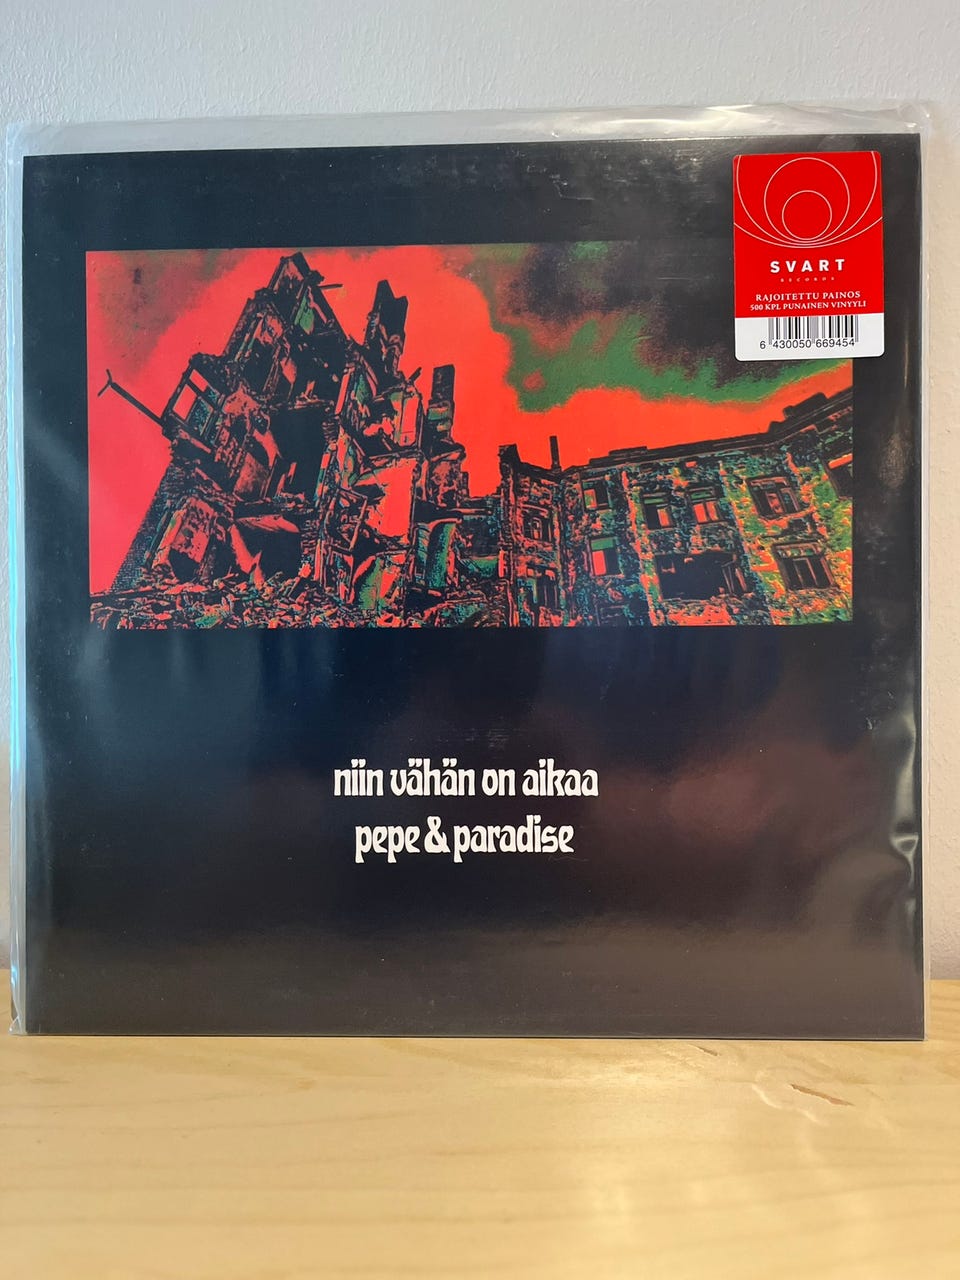 SVART
RECORDS
RAJOITETTU PAINOS
500 KPL PUNAINEN VINYYLI
6 430050 669454
niin vähän on aikaa
pepe & paradise